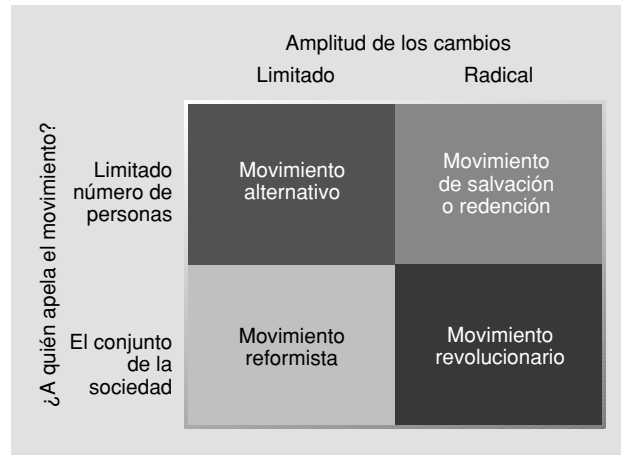 Amplitud de los cambios
Limitado
Radical
¿A quién apela el movimiento?
Limitado
número de
personas
Movimiento
alternativo
Movimiento
de salvación
o redención
El conjunto
de la
sociedad
Movimiento
reformista
Movimiento
revolucionario